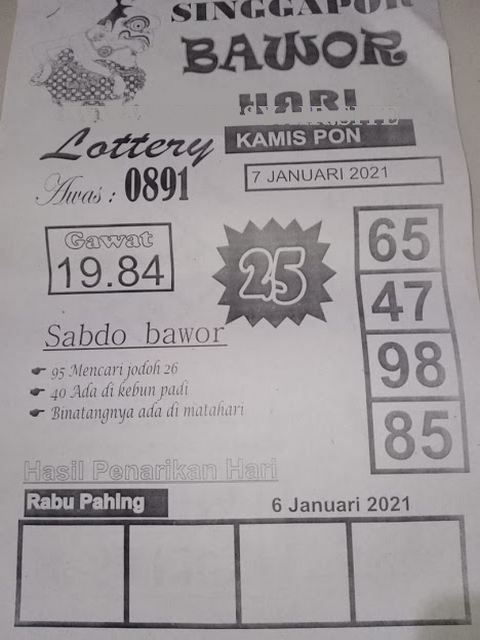 SINGGAPOR
BAWOR
HARI
KAMIS PON
Lottery
7 JANUARI 2021
Awas : 0891
Gawat
19.84
25
65
47
98
85
Sabdo bawor
95 Mencari jodoh 26
40 Ada di kebun padi
Binatangnya ada di matahari
Hasil Penarikan Hari
Rabu Pahing
6 Januari 2021